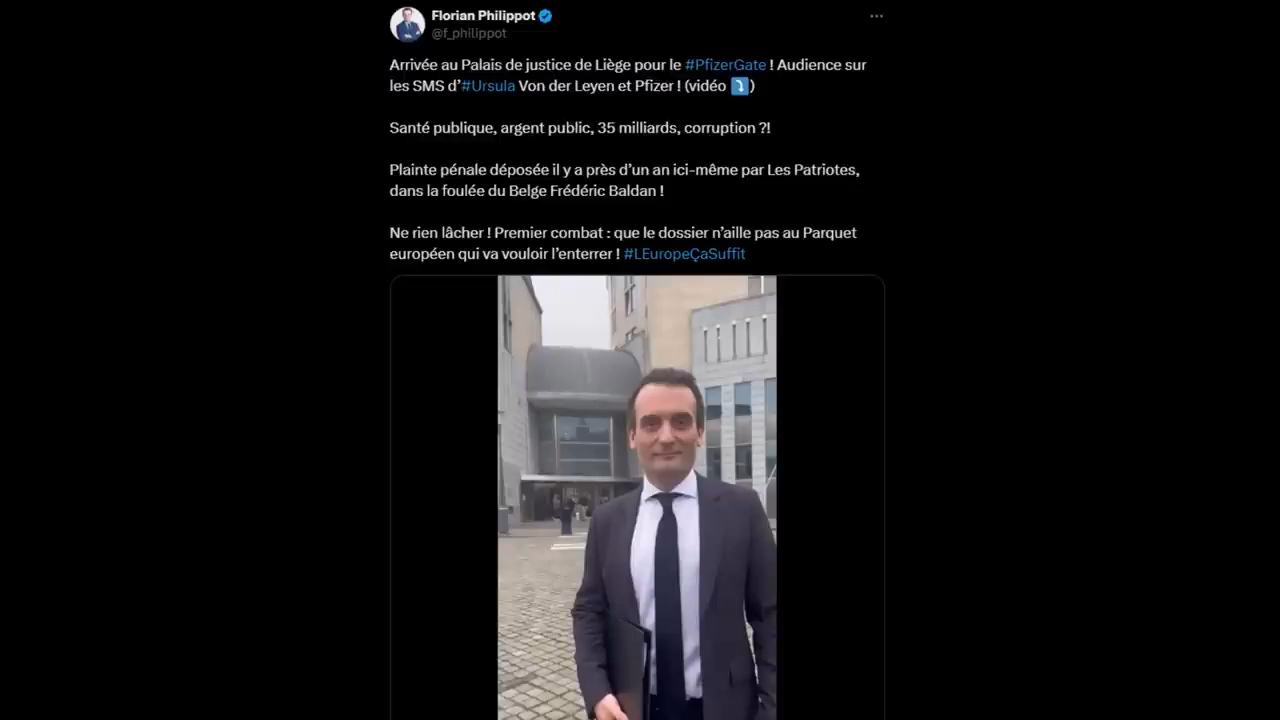 Florian Philippot
@f_philippot
Arrivée au Palais de justice de Liège pour le #PfizerGate ! Audience sur
les SMS d’#Ursula Von der Leyen et Pfizer ! (vidéo ⤵️)
Santé publique, argent public, 35 milliards, corruption ?!
Plainte pénale déposée il y a près d’un an ici-même par Les Patriotes,
dans la foulée du Belge Frédéric Baldan !
Ne rien lâcher ! Premier combat : que le dossier n’aille pas au Parquet
européen qui va vouloir l’enterrer ! #LEuropeÇaSuffit